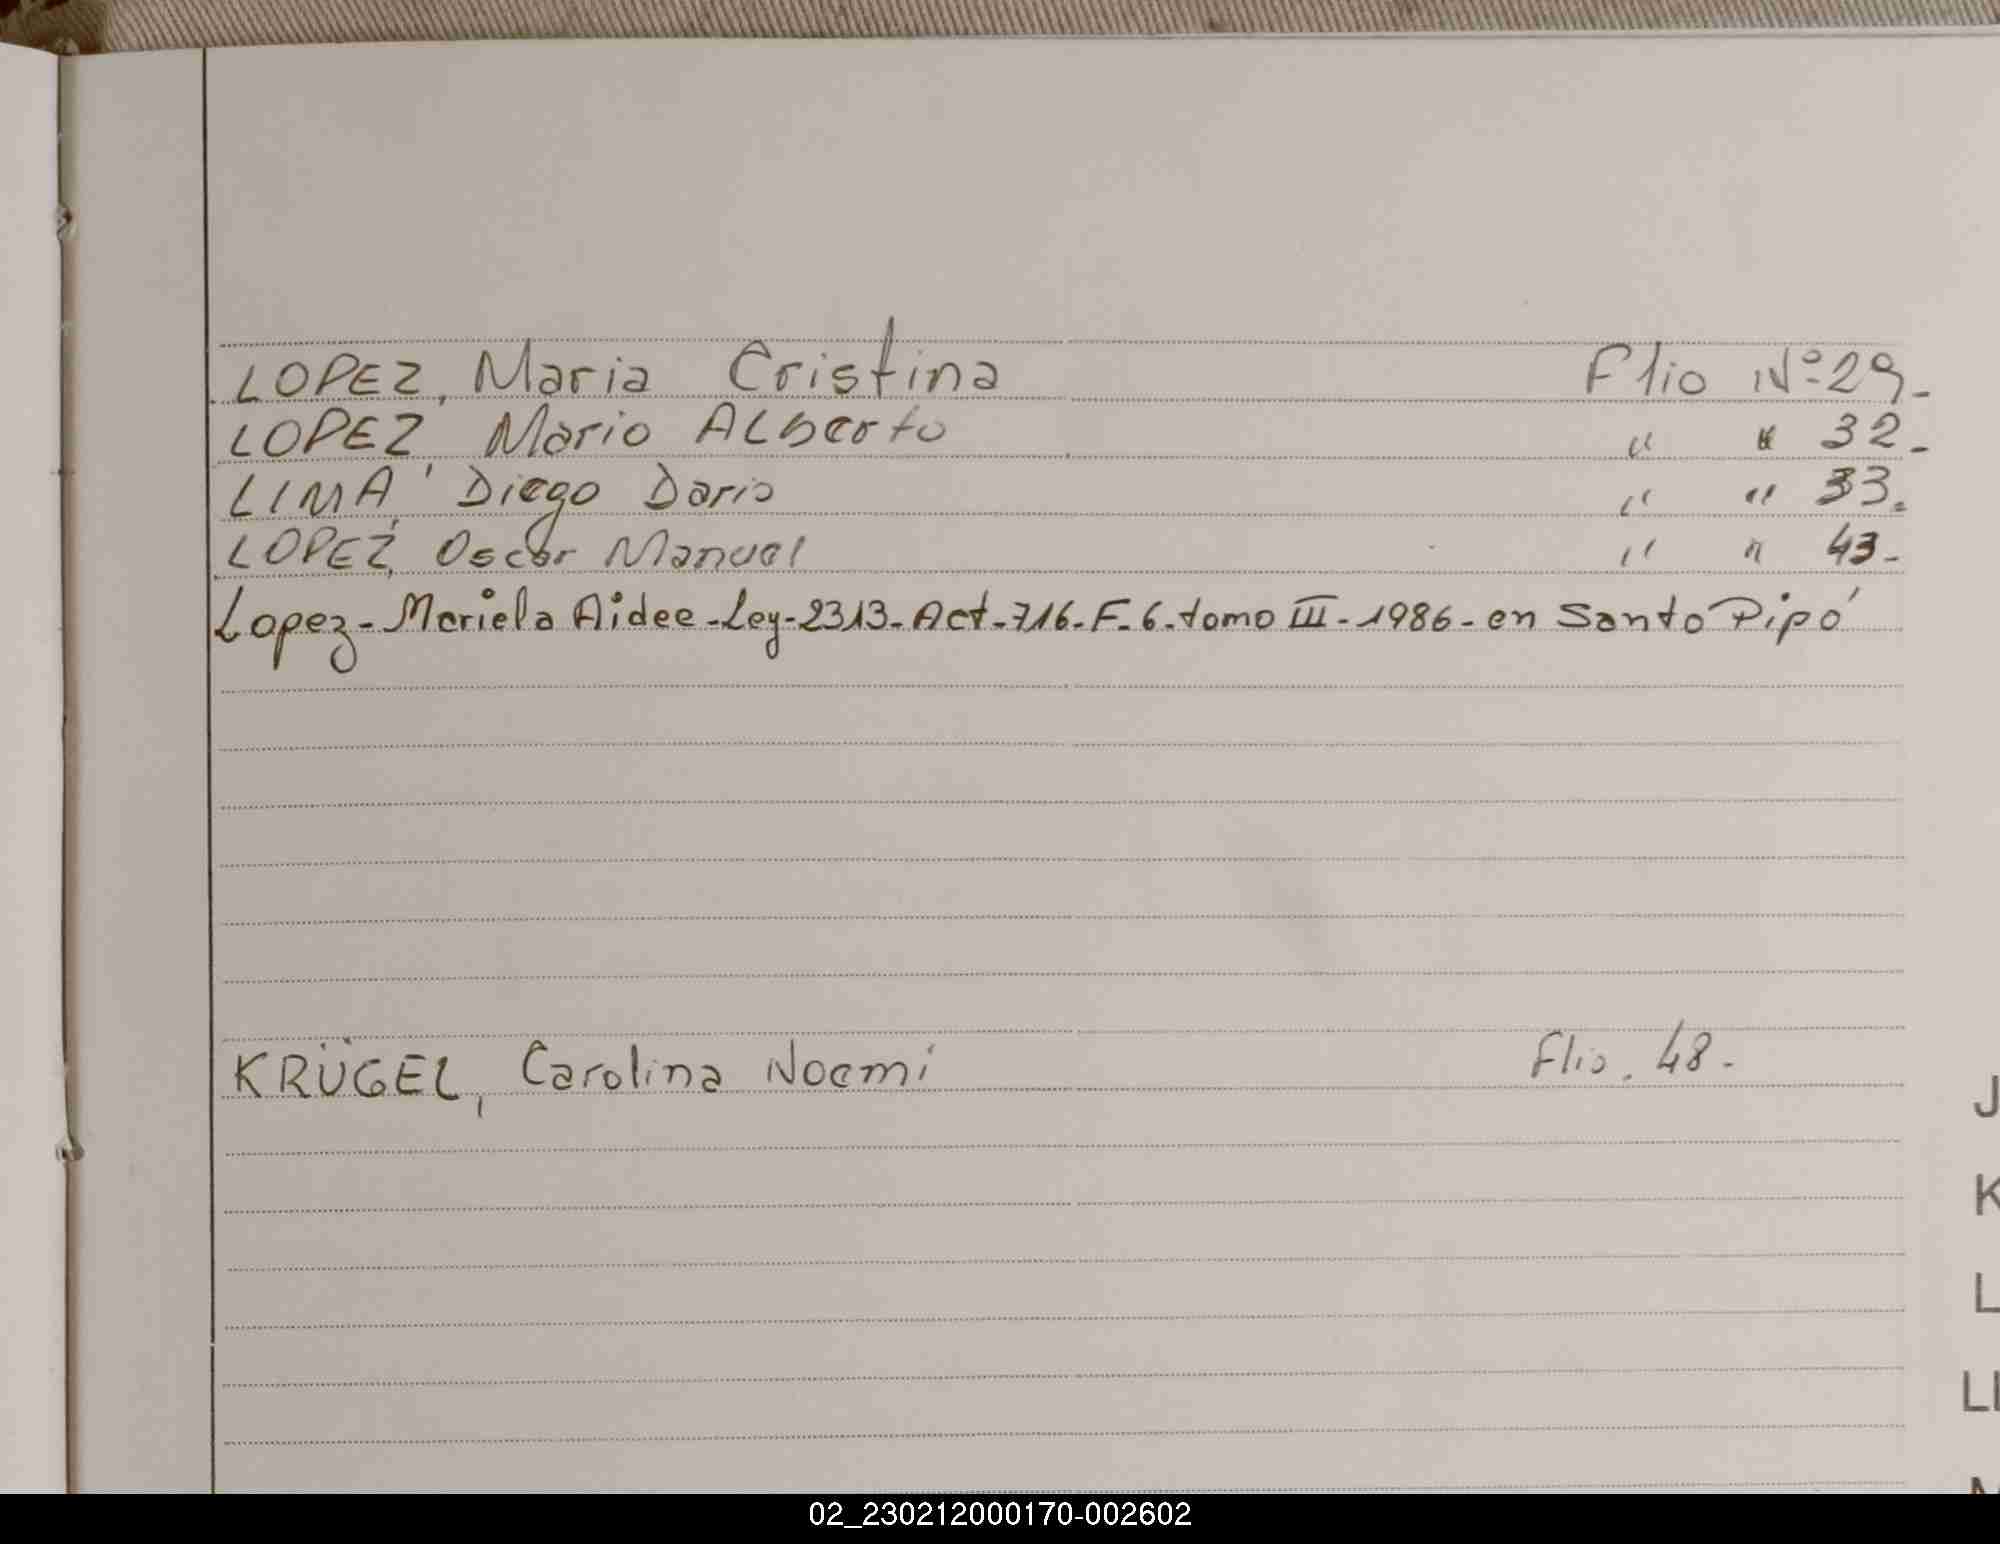 LOPEZ, Maria Cristina Flio Nº 29.-
LOPEZ, Mario ALberto " " 32.-
LIMA, Diego Dario " " 33.
LOPEZ, Oscar Manuel " " 43.-
Lopez-Mariela Aidee-Ley-2313-Act-716-F-6-tomo III-1986-en Santo Pipó
KRÜGEL, Carolina Noemí Flio. 48.-
J
K
L
LL
02_230212000170-002602